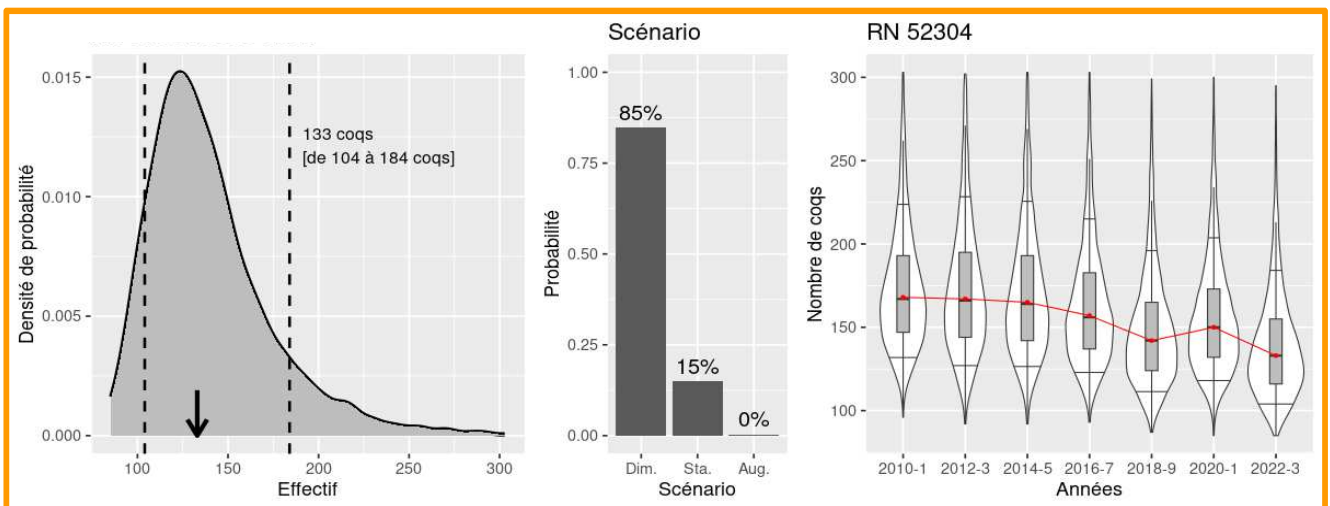 Scénario
RN 52304
0.015
0.010
0.005
0.000
Densité de probabilité
133 coqs
[de 104 à 184 coqs]
100
150
200
250
300
Effectif
1.00
0.75
0.50
0.25
0.00
Probabilité
85%
15%
0%
Dim.
Sta.
Aug.
Scénario
300
250
200
150
100
Nombre de coqs
2010-1
2012-3
2014-5
2016-7
2018-9
2020-1
2022-3
Années